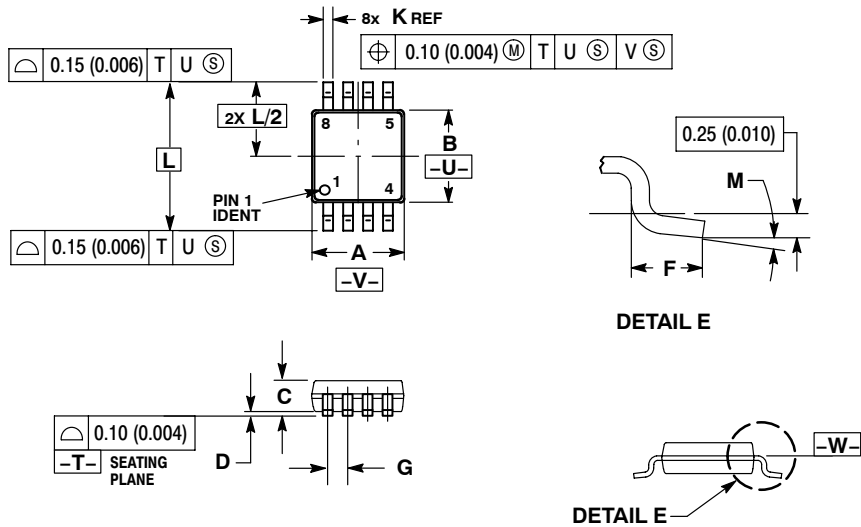 8x K REF
⌓ 0.15 (0.006) T U Ⓢ
⌖ 0.10 (0.004) Ⓜ T U Ⓢ V Ⓢ
2X L/2
8 5
B
–U–
L
0.25 (0.010)
M
PIN 1
IDENT
1 4
⌓ 0.15 (0.006) T U Ⓢ
A
–V–
F
DETAIL E
C
⌓ 0.10 (0.004)
–T– SEATING
PLANE
D
G
–W–
DETAIL E